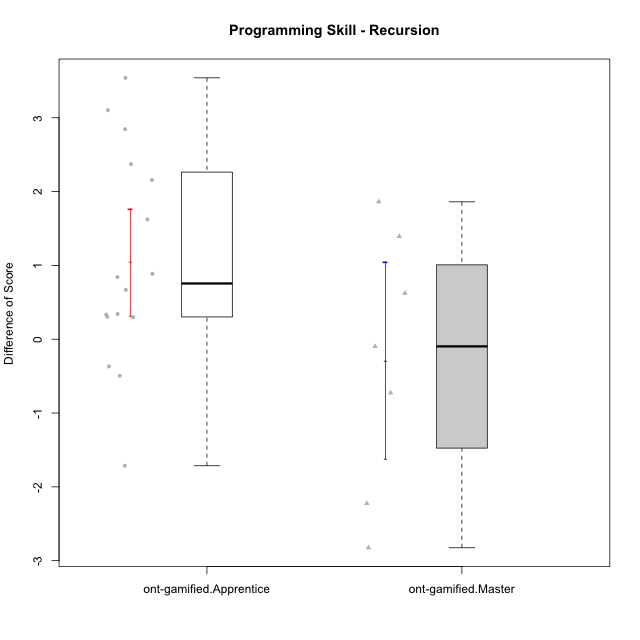 Programming Skill - Recursion
Difference of Score
3
2
1
0
-1
-2
-3
ont-gamified.Apprentice
ont-gamified.Master